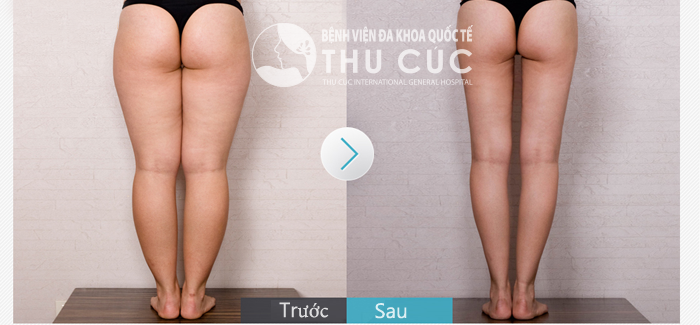 BỆNH VIỆN ĐA KHOA QUỐC TẾ
THU CÚC
THU CUC INTERNATIONAL GENERAL HOSPITAL
Trước
Sau